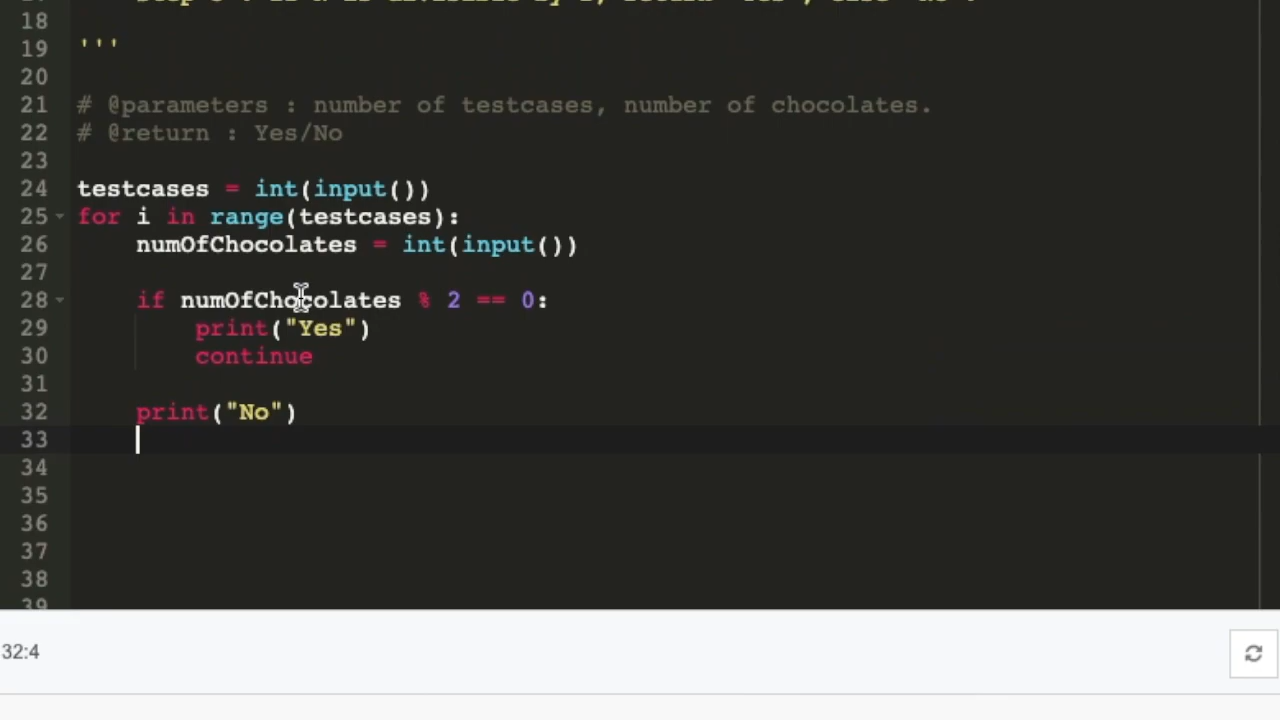 18
19 '''
20
21 # @parameters : number of testcases, number of chocolates.
22 # @return : Yes/No
23
24 testcases = int(input())
25 for i in range(testcases):
26 numOfChocolates = int(input())
27
28 if numOfChocolates % 2 == 0:
29 print("Yes")
30 continue
31
32 print("No")
33
34
35
36
37
38
39
32:4